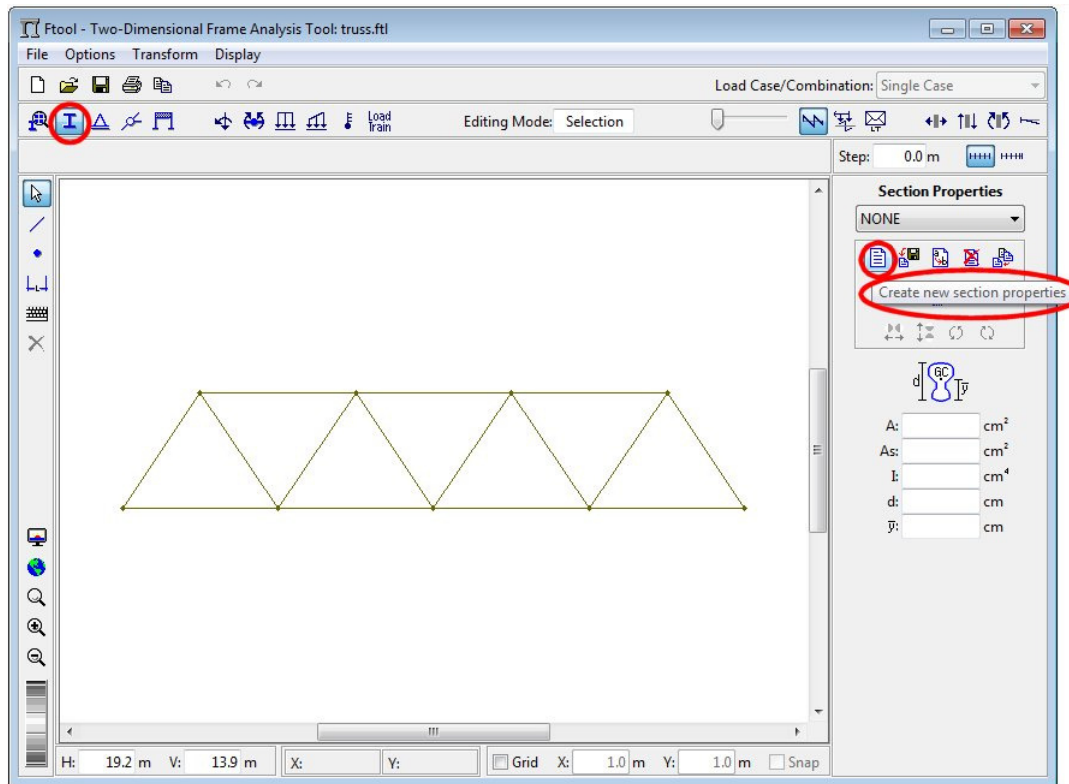 Ftool - Two-Dimensional Frame Analysis Tool: truss.ftl
File Options Transform Display
Load Case/Combination: Single Case
Load Train
Editing Mode: Selection
LT
Step: 0.0 m
Section Properties
NONE
Create new section properties
L
d GC y̅
A: cm²
As: cm²
I: cm⁴
d: cm
y̅: cm
H: 19.2 m V: 13.9 m X: Y: Grid X: 1.0 m Y: 1.0 m Snap